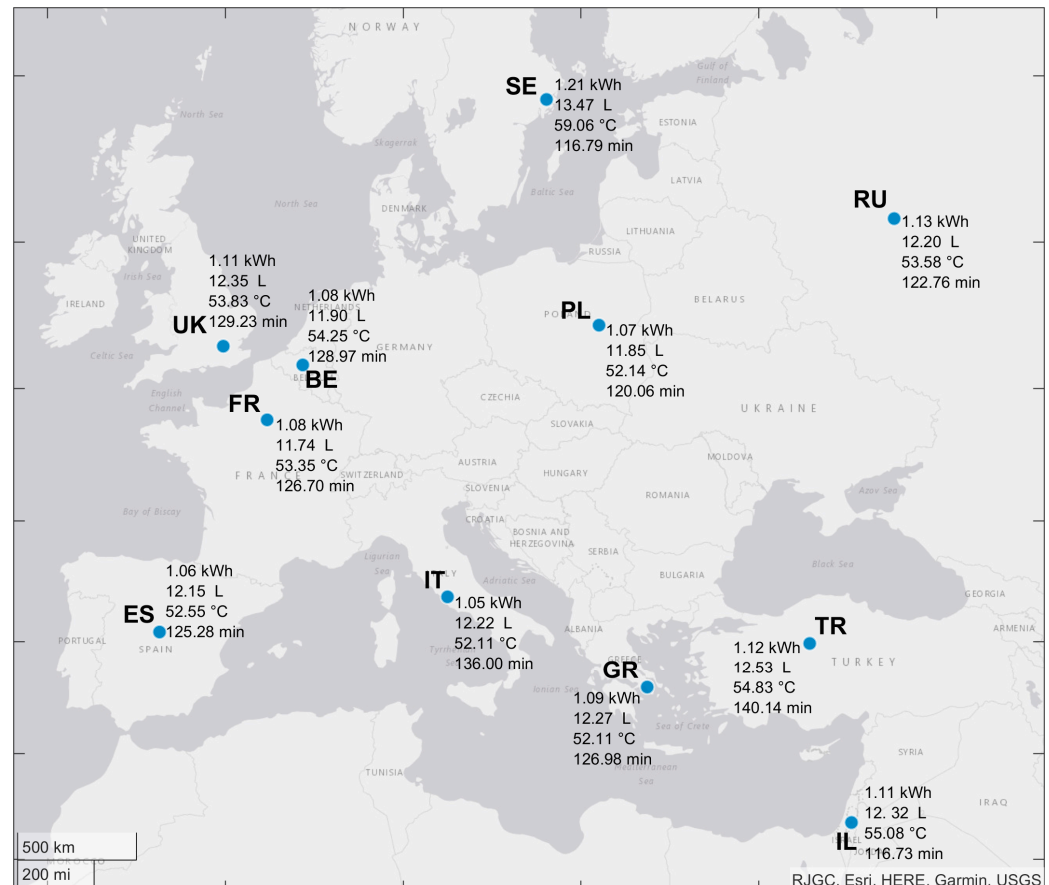 NORWAY
SE
1.21 kWh
13.47 L
59.06 °C
116.79 min
Gulf of
Finland
North Sea
ESTONIA
Skagerrak
LATVIA
Baltic Sea
North Sea
DENMARK
RU
1.13 kWh
12.20 L
53.58 °C
122.76 min
LITHUANIA
RUSSIA
UNITED
KINGDOM
Irish Sea
IRELAND
1.11 kWh
12.35 L
53.83 °C
129.23 min
UK
NETHERLANDS
1.08 kWh
11.90 L
54.25 °C
128.97 min
BE
GERMANY
PL
POLAND
1.07 kWh
11.85 L
52.14 °C
120.06 min
BELARUS
Celtic Sea
English
Channel
FR
1.08 kWh
11.74 L
53.35 °C
126.70 min
FRANCE
CZECHIA
UKRAINE
SLOVAKIA
MOLDOVA
AUSTRIA
SWITZERLAND
HUNGARY
SLOVENIA
ROMANIA
Azov Sea
Bay of Biscay
CROATIA
BOSNIA AND
HERZEGOVINA
SERBIA
Ligurian
Sea
Black Sea
BULGARIA
Adriatic Sea
GEORGIA
ES
1.06 kWh
12.15 L
52.55 °C
125.28 min
PORTUGAL
SPAIN
IT
1.05 kWh
12.22 L
52.11 °C
136.00 min
ALBANIA
ARMENIA
TR
1.12 kWh
12.53 L
54.83 °C
140.14 min
TURKEY
GREECE
GR
1.09 kWh
12.27 L
52.11 °C
126.98 min
Ionian Sea
Sea of Crete
Mediterranean
Sea
SYRIA
TUNISIA
IRAQ
1.11 kWh
12. 32 L
55.08 °C
116.73 min
IL
ISRAEL
500 km
200 mi
MOROCCO
RJGC, Esri, HERE, Garmin, USGS